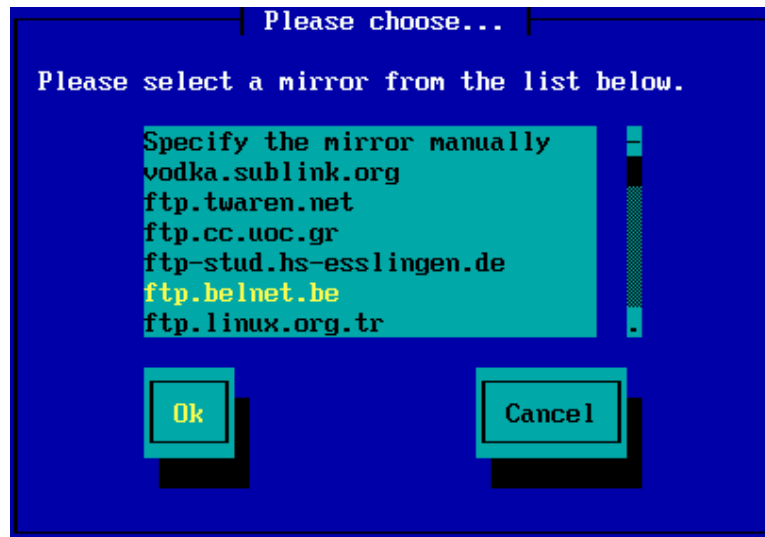 Please choose...
Please select a mirror from the list below.
Specify the mirror manually
vodka.sublink.org
ftp.twaren.net
ftp.cc.uoc.gr
ftp-stud.hs-esslingen.de
ftp.belnet.be
ftp.linux.org.tr
Ok Cancel